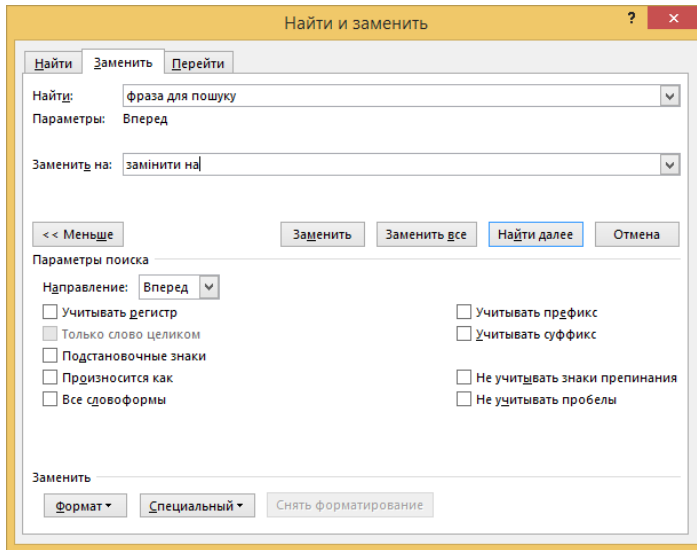 Найти и заменить ? ×
Найти Заменить Перейти
Найти: фраза для пошуку
Параметры: Вперед
Заменить на: замінити на
<< Меньше Заменить Заменить все Найти далее Отмена
Параметры поиска
Направление: Вперед
Учитывать регистр Учитывать префикс
Только слово целиком Учитывать суффикс
Подстановочные знаки
Произносится как Не учитывать знаки препинания
Все словоформы Не учитывать пробелы
Заменить
Формат Специальный Снять форматирование